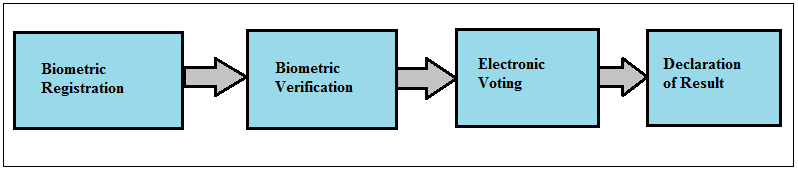 Biometric
Registration
Biometric
Verification
Electronic
Voting
Declaration
of Result